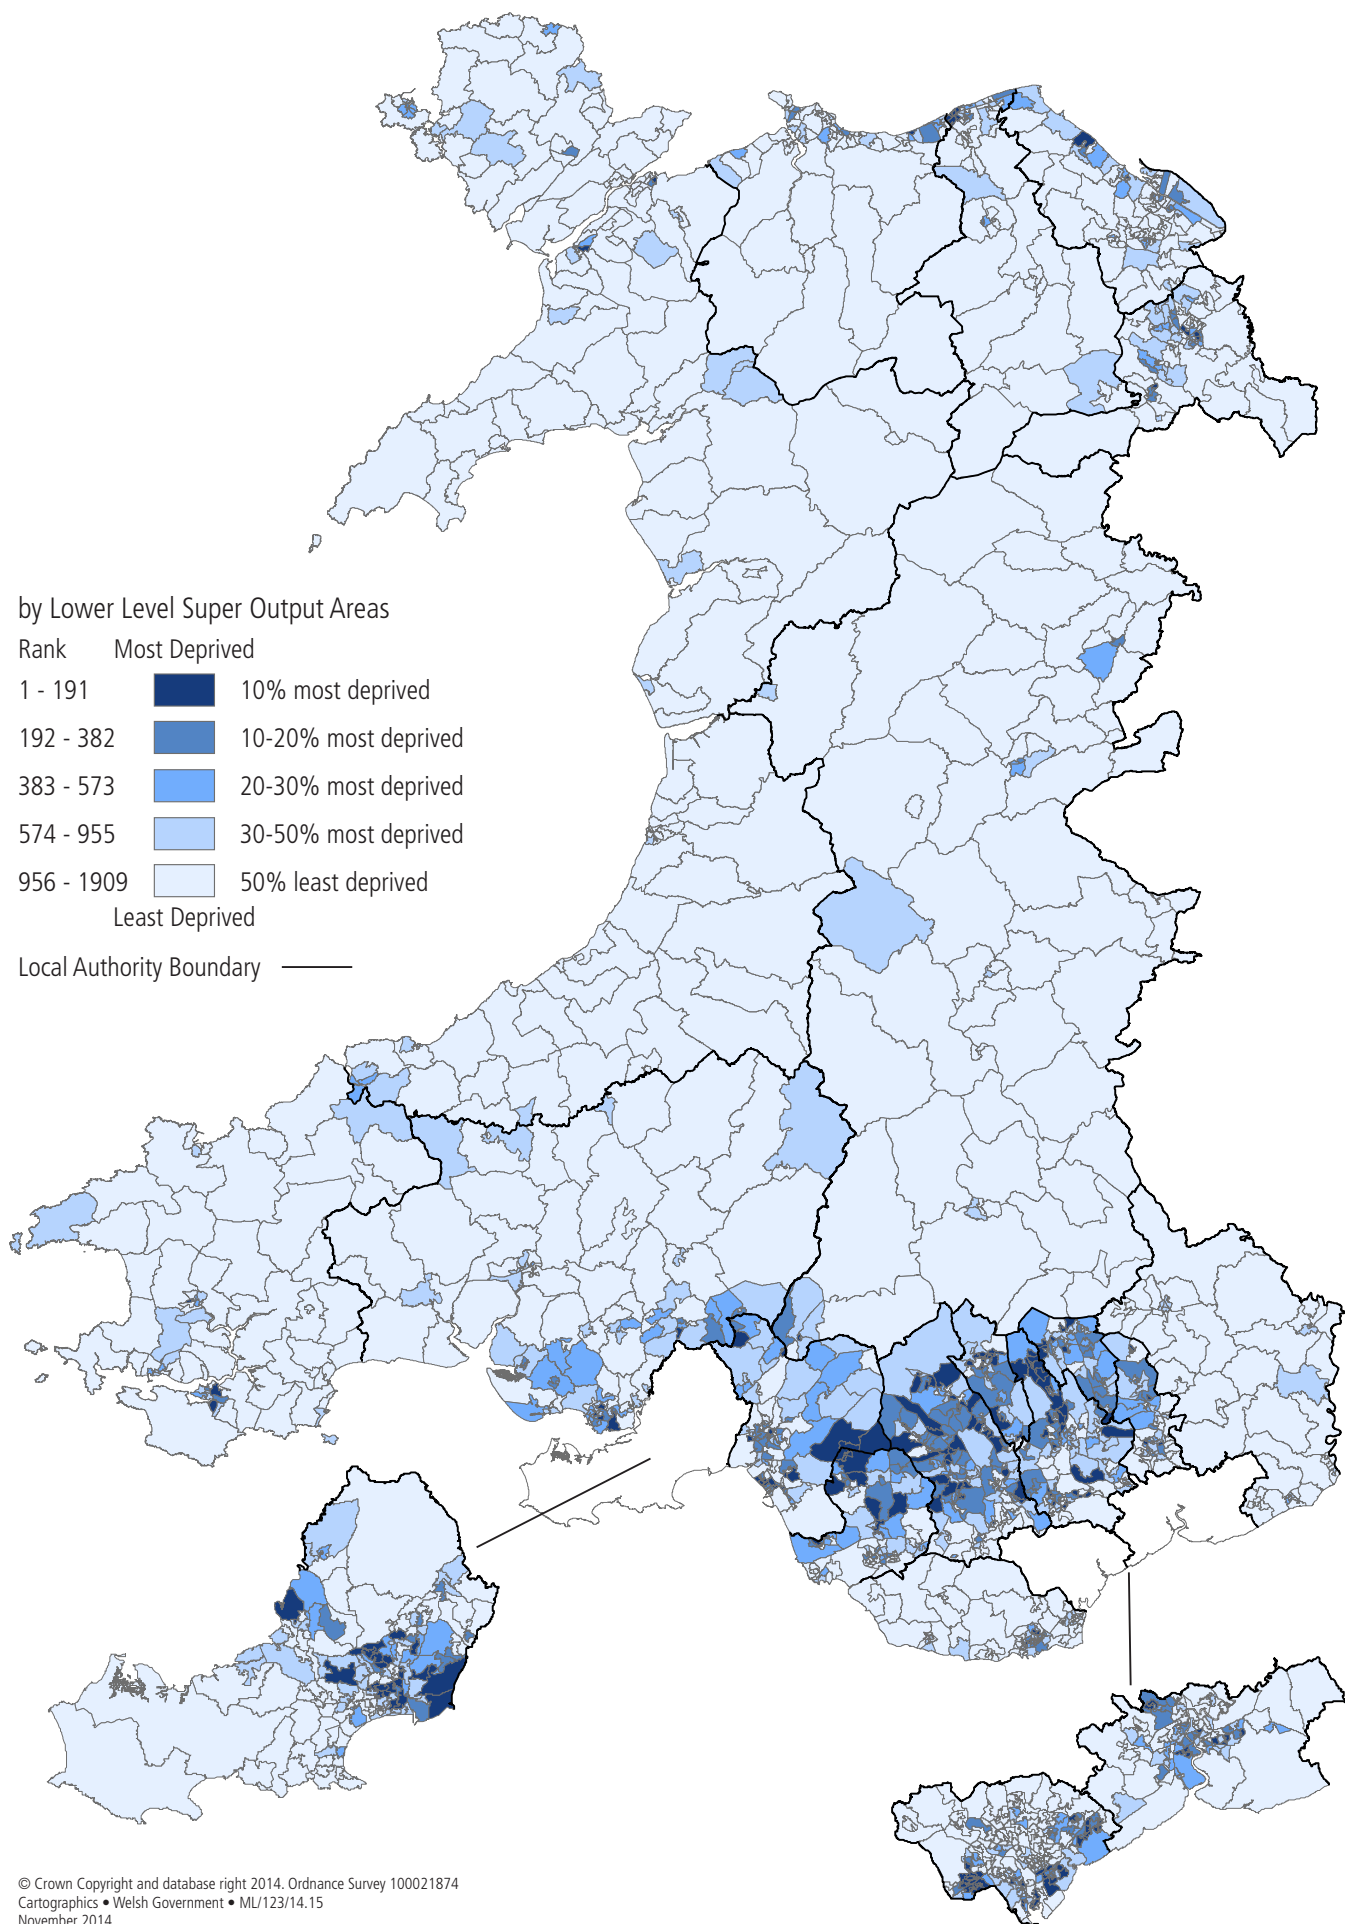 by Lower Level Super Output Areas
Rank Most Deprived
1 - 191 10% most deprived
192 - 382 10-20% most deprived
383 - 573 20-30% most deprived
574 - 955 30-50% most deprived
956 - 1909 50% least deprived
Least Deprived
Local Authority Boundary
© Crown Copyright and database right 2014. Ordnance Survey 100021874
Cartographics • Welsh Government • ML/123/14.15
November 2014